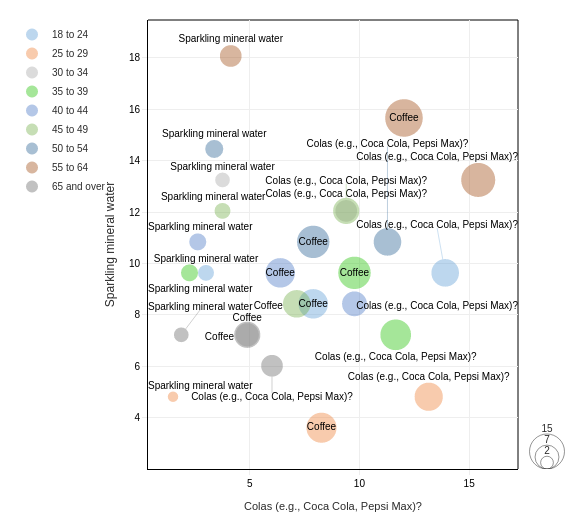 18 to 24
25 to 29
30 to 34
35 to 39
40 to 44
45 to 49
50 to 54
55 to 64
65 and over
Sparkling mineral water
18
16
14
12
10
8
6
4
Sparkling mineral water
Coffee
Colas (e.g., Coca Cola, Pepsi Max)?
Sparkling mineral water
Colas (e.g., Coca Cola, Pepsi Max)?
Sparkling mineral water
Colas (e.g., Coca Cola, Pepsi Max)?
Sparkling mineral water
Colas (e.g., Coca Cola, Pepsi Max)?
Sparkling mineral water
Colas (e.g., Coca Cola, Pepsi Max)?
Coffee
Sparkling mineral water
Coffee
Coffee
Sparkling mineral water
Sparkling mineral water
Coffee
Coffee
Colas (e.g., Coca Cola, Pepsi Max)?
Coffee
Coffee
Colas (e.g., Coca Cola, Pepsi Max)?
Colas (e.g., Coca Cola, Pepsi Max)?
Sparkling mineral water
Colas (e.g., Coca Cola, Pepsi Max)?
Coffee
15
7
2
5
10
15
Colas (e.g., Coca Cola, Pepsi Max)?